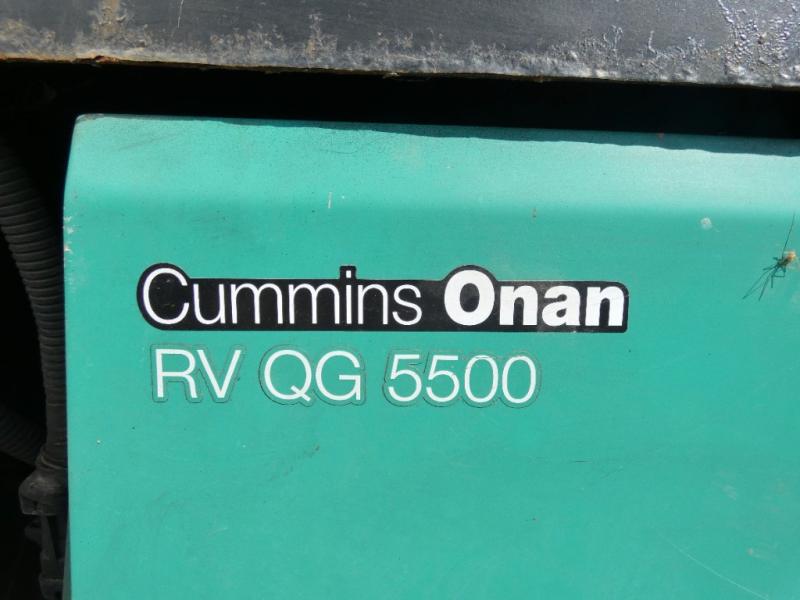 Cummins Onan
RV QG 5500